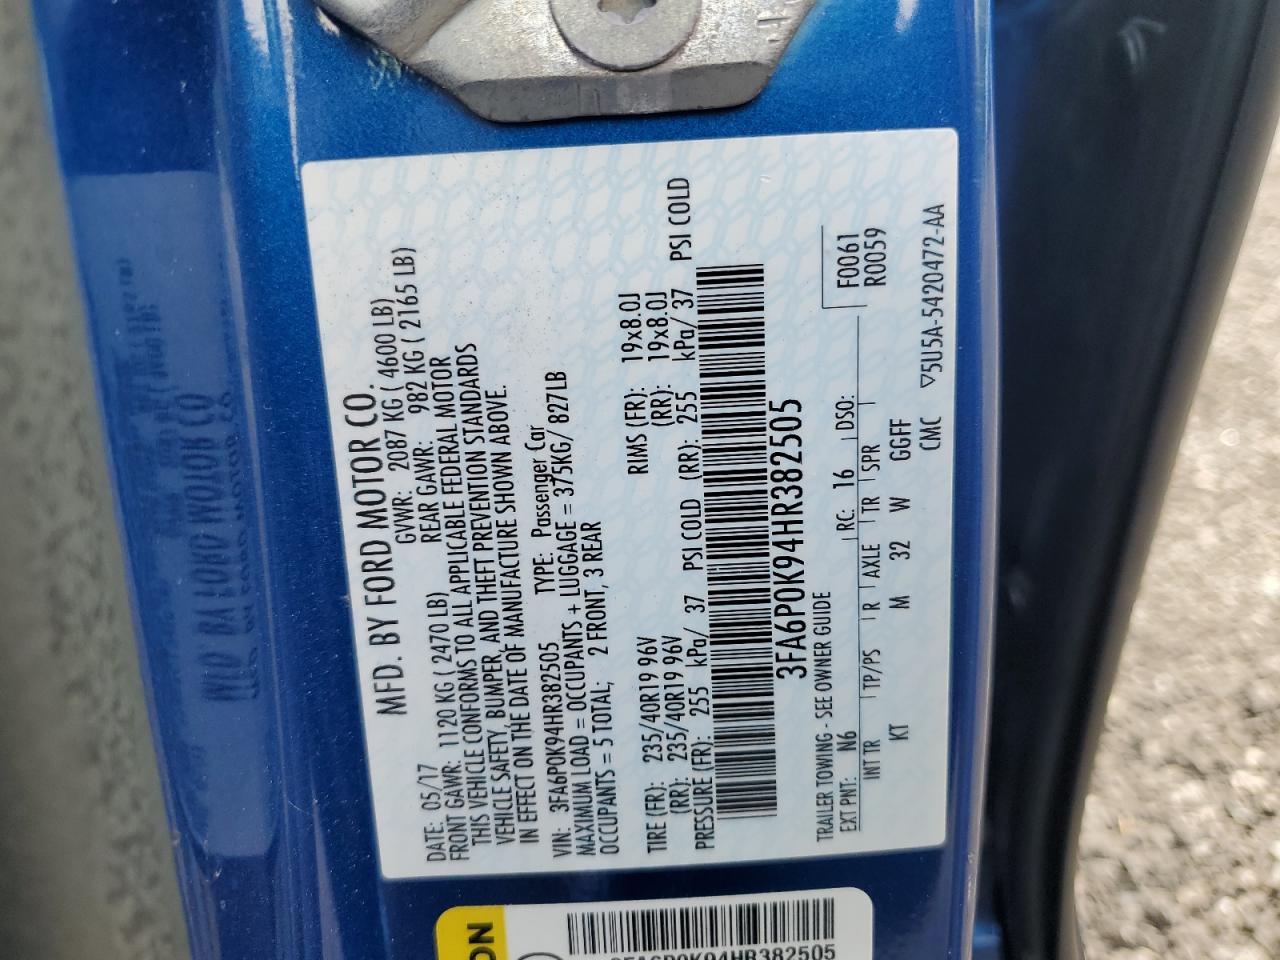 MFD. BY FORD MOTOR CO.
DATE: 05/17 GVWR: 2087 KG ( 4600 LB)
FRONT GAWR: 1120 KG ( 2470 LB) REAR GAWR: 982 KG ( 2165 LB)
THIS VEHICLE CONFORMS TO ALL APPLICABLE FEDERAL MOTOR
VEHICLE SAFETY, BUMPER, AND THEFT PREVENTION STANDARDS
IN EFFECT ON THE DATE OF MANUFACTURE SHOWN ABOVE.
VIN: 3FA6P0K94HR382505 TYPE: Passenger Car
MAXIMUM LOAD = OCCUPANTS + LUGGAGE = 375KG/ 827LB
OCCUPANTS = 5 TOTAL; 2 FRONT, 3 REAR
TIRE (FR): 235/40R19 96V RIMS (FR): 19x8.0J
(RR): 235/40R19 96V (RR): 19x8.0J
PRESSURE (FR): 255 kPa/ 37 PSI COLD (RR): 255 kPa/ 37 PSI COLD
3FA6P0K94HR382505
TRAILER TOWING - SEE OWNER GUIDE
F0061
R0059
EXT PNT: N6 RC: 16 DSO:
INT TR TP/PS R AXLE TR SPR
KT M 32 W GGFF
CMC ▽5U5A-5420472-AA
3FA6P0K94HR382505